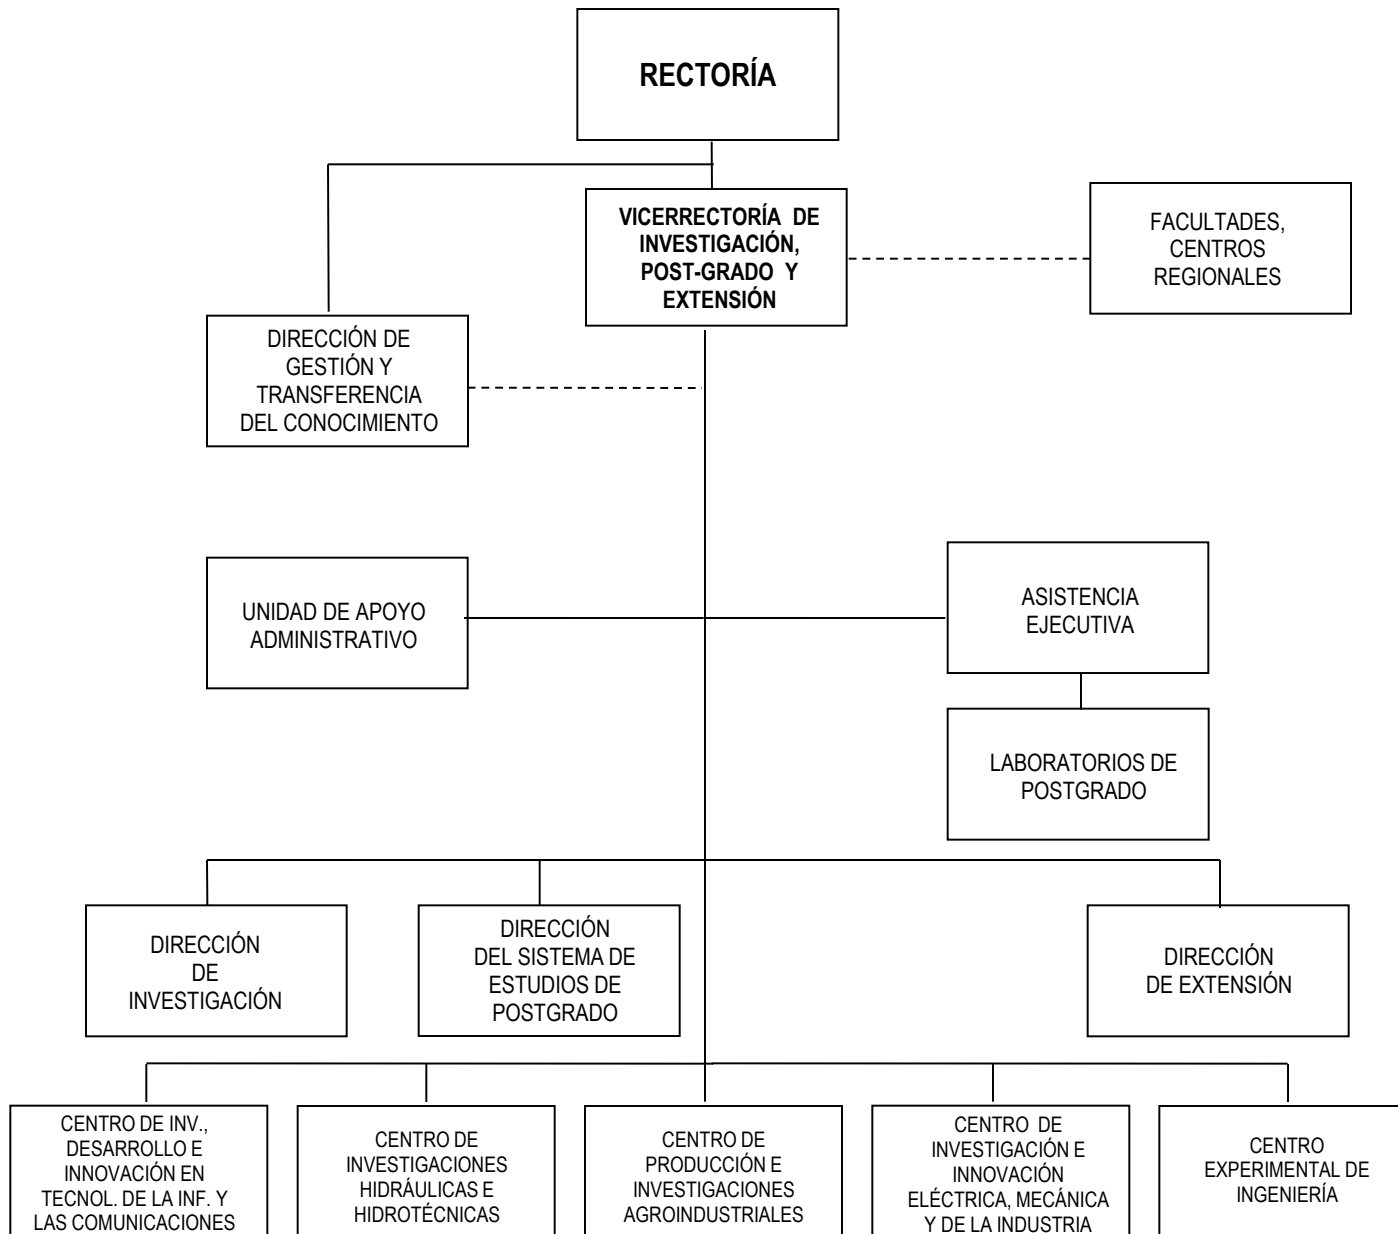 RECTORÍA
VICERRECTORÍA DE
INVESTIGACIÓN,
POST-GRADO Y
EXTENSIÓN
FACULTADES,
CENTROS
REGIONALES
DIRECCIÓN DE
GESTIÓN Y
TRANSFERENCIA
DEL CONOCIMIENTO
UNIDAD DE APOYO
ADMINISTRATIVO
ASISTENCIA
EJECUTIVA
LABORATORIOS DE
POSTGRADO
DIRECCIÓN
DE
INVESTIGACIÓN
DIRECCIÓN
DEL SISTEMA DE
ESTUDIOS DE
POSTGRADO
DIRECCIÓN
DE EXTENSIÓN
CENTRO DE INV.,
DESARROLLO E
INNOVACIÓN EN
TECNOL. DE LA INF. Y
LAS COMUNICACIONES
CENTRO DE
INVESTIGACIONES
HIDRÁULICAS E
HIDROTÉCNICAS
CENTRO DE
PRODUCCIÓN E
INVESTIGACIONES
AGROINDUSTRIALES
CENTRO DE
INVESTIGACIÓN E
INNOVACIÓN
ELÉCTRICA, MECÁNICA
Y DE LA INDUSTRIA
CENTRO
EXPERIMENTAL DE
INGENIERÍA